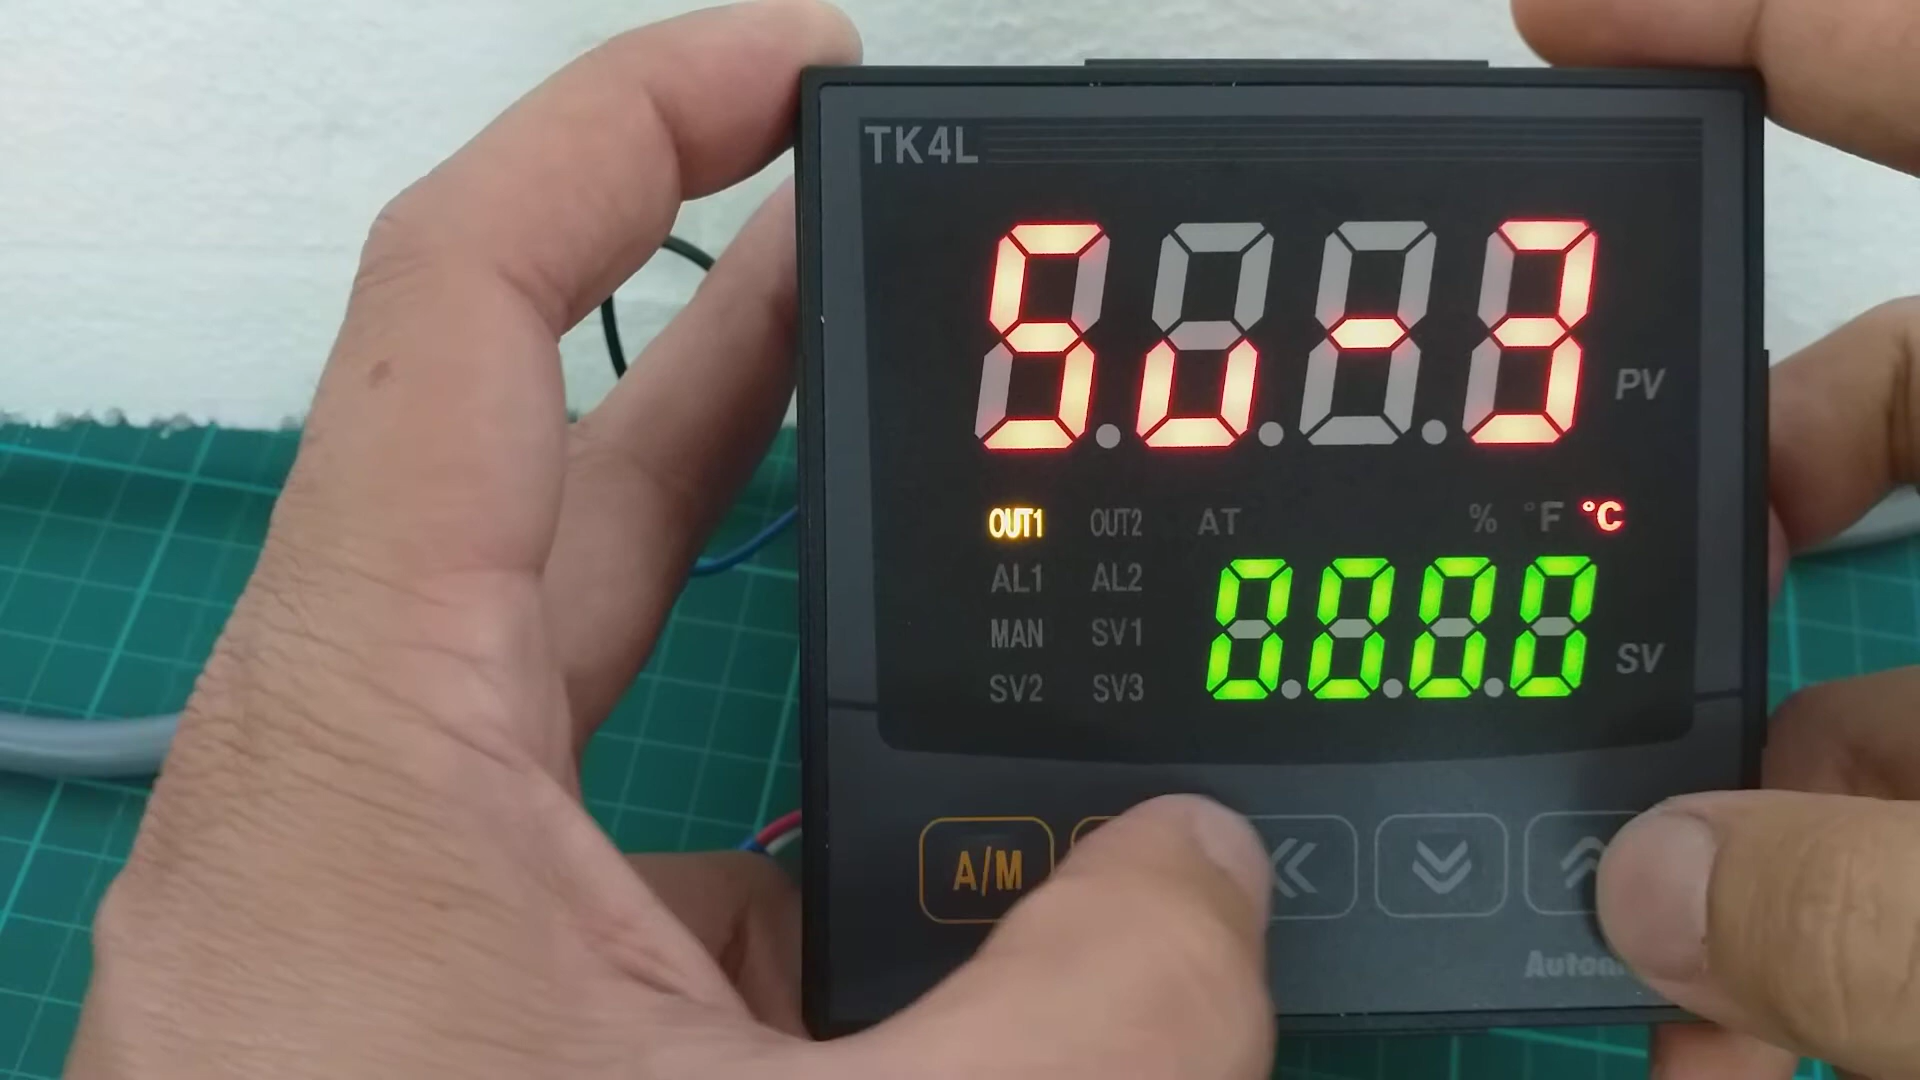 TK4L
Su-3
PV
OUT1 OUT2 AT % °F °C
AL1 AL2
0000
MAN SV1
SV
SV2 SV3
A/M